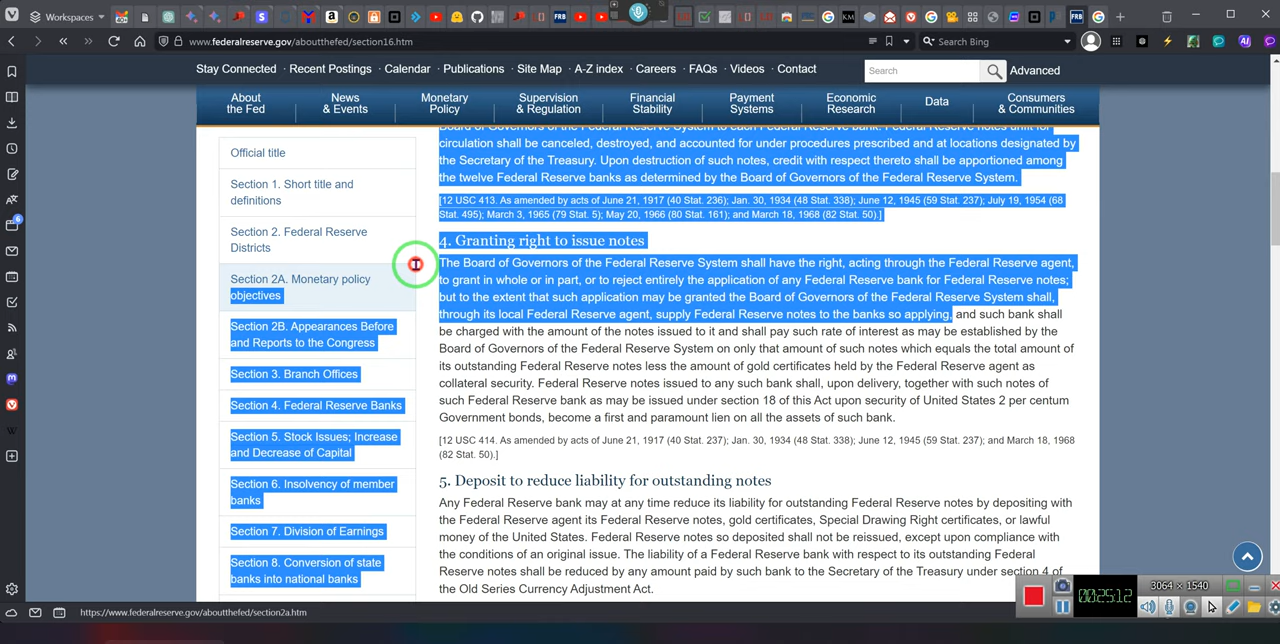 Workspaces
www.federalreserve.gov/aboutthefed/section16.htm
Search Bing
Stay Connected Recent Postings Calendar Publications Site Map A-Z index Careers FAQs Videos Contact
Search
Advanced
About the Fed
News & Events
Monetary Policy
Supervision & Regulation
Financial Stability
Payment Systems
Economic Research
Data
Consumers & Communities
Official title
Section 1. Short title and
definitions
Section 2. Federal Reserve
Districts
Section 2A. Monetary policy
objectives
Section 2B. Appearances Before
and Reports to the Congress
Section 3. Branch Offices
Section 4. Federal Reserve Banks
Section 5. Stock Issues; Increase
and Decrease of Capital
Section 6. Insolvency of member
banks
Section 7. Division of Earnings
Section 8. Conversion of state
banks into national banks
Board of Governors of the Federal Reserve System to each Federal Reserve bank. Federal Reserve notes unfit for
circulation shall be canceled, destroyed, and accounted for under procedures prescribed and at locations designated by
the Secretary of the Treasury. Upon destruction of such notes, credit with respect thereto shall be apportioned among
the twelve Federal Reserve banks as determined by the Board of Governors of the Federal Reserve System.
[12 USC 413. As amended by acts of June 21, 1917 (40 Stat. 236); Jan. 30, 1934 (48 Stat. 338); June 12, 1945 (59 Stat. 237); July 19, 1954 (68
Stat. 495); March 3, 1965 (79 Stat. 5); May 20, 1966 (80 Stat. 161); and March 18, 1968 (82 Stat. 50).]
4. Granting right to issue notes
The Board of Governors of the Federal Reserve System shall have the right, acting through the Federal Reserve agent,
to grant in whole or in part, or to reject entirely the application of any Federal Reserve bank for Federal Reserve notes;
but to the extent that such application may be granted the Board of Governors of the Federal Reserve System shall,
through its local Federal Reserve agent, supply Federal Reserve notes to the banks so applying, and such bank shall
be charged with the amount of the notes issued to it and shall pay such rate of interest as may be established by the
Board of Governors of the Federal Reserve System on only that amount of such notes which equals the total amount of
its outstanding Federal Reserve notes less the amount of gold certificates held by the Federal Reserve agent as
collateral security. Federal Reserve notes issued to any such bank shall, upon delivery, together with such notes of
such Federal Reserve bank as may be issued under section 18 of this Act upon security of United States 2 per centum
Government bonds, become a first and paramount lien on all the assets of such bank.
[12 USC 414. As amended by acts of June 21, 1917 (40 Stat. 237); Jan. 30, 1934 (48 Stat. 338); June 12, 1945 (59 Stat. 237); and March 18, 1968
(82 Stat. 50).]
5. Deposit to reduce liability for outstanding notes
Any Federal Reserve bank may at any time reduce its liability for outstanding Federal Reserve notes by depositing with
the Federal Reserve agent its Federal Reserve notes, gold certificates, Special Drawing Right certificates, or lawful
money of the United States. Federal Reserve notes so deposited shall not be reissued, except upon compliance with
the conditions of an original issue. The liability of a Federal Reserve bank with respect to its outstanding Federal
Reserve notes shall be reduced by any amount paid by such bank to the Secretary of the Treasury under section 4 of
the Old Series Currency Adjustment Act.
3064 × 1540
00:25:12
https://www.federalreserve.gov/aboutthefed/section2a.htm